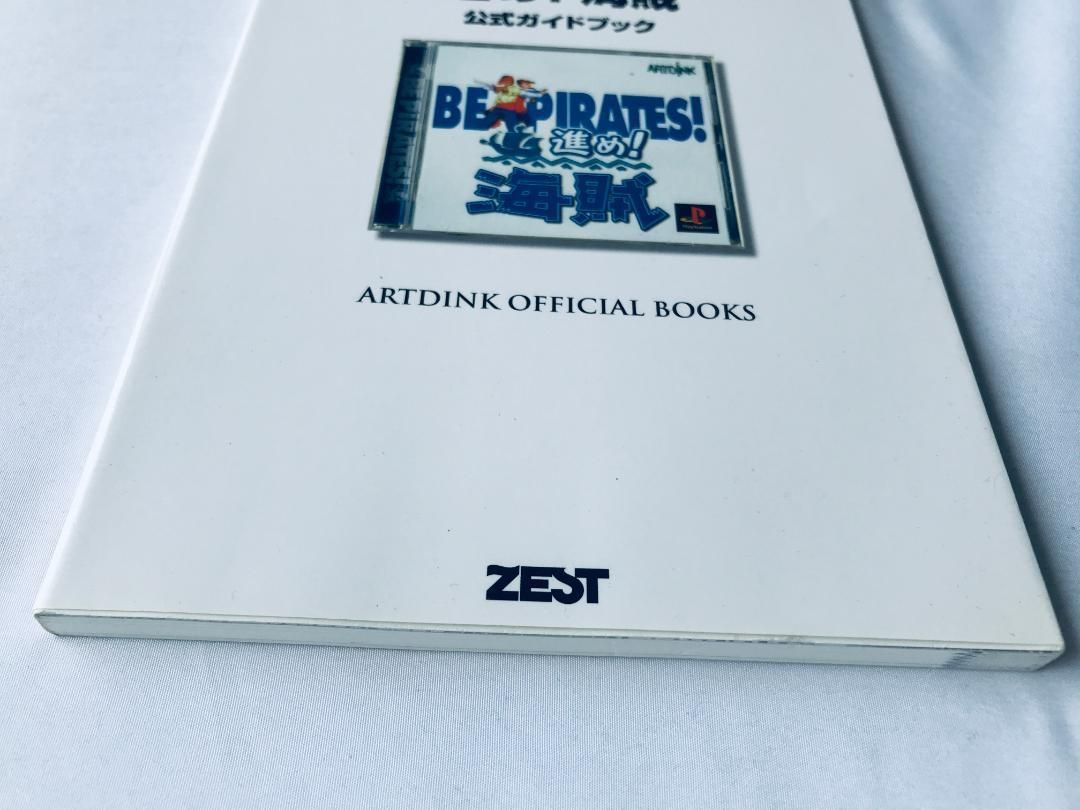 公式ガイドブック
ARTDINK
BE PIRATES!
進め!
海賊
PlayStation
ARTDINK OFFICIAL BOOKS
ZEST